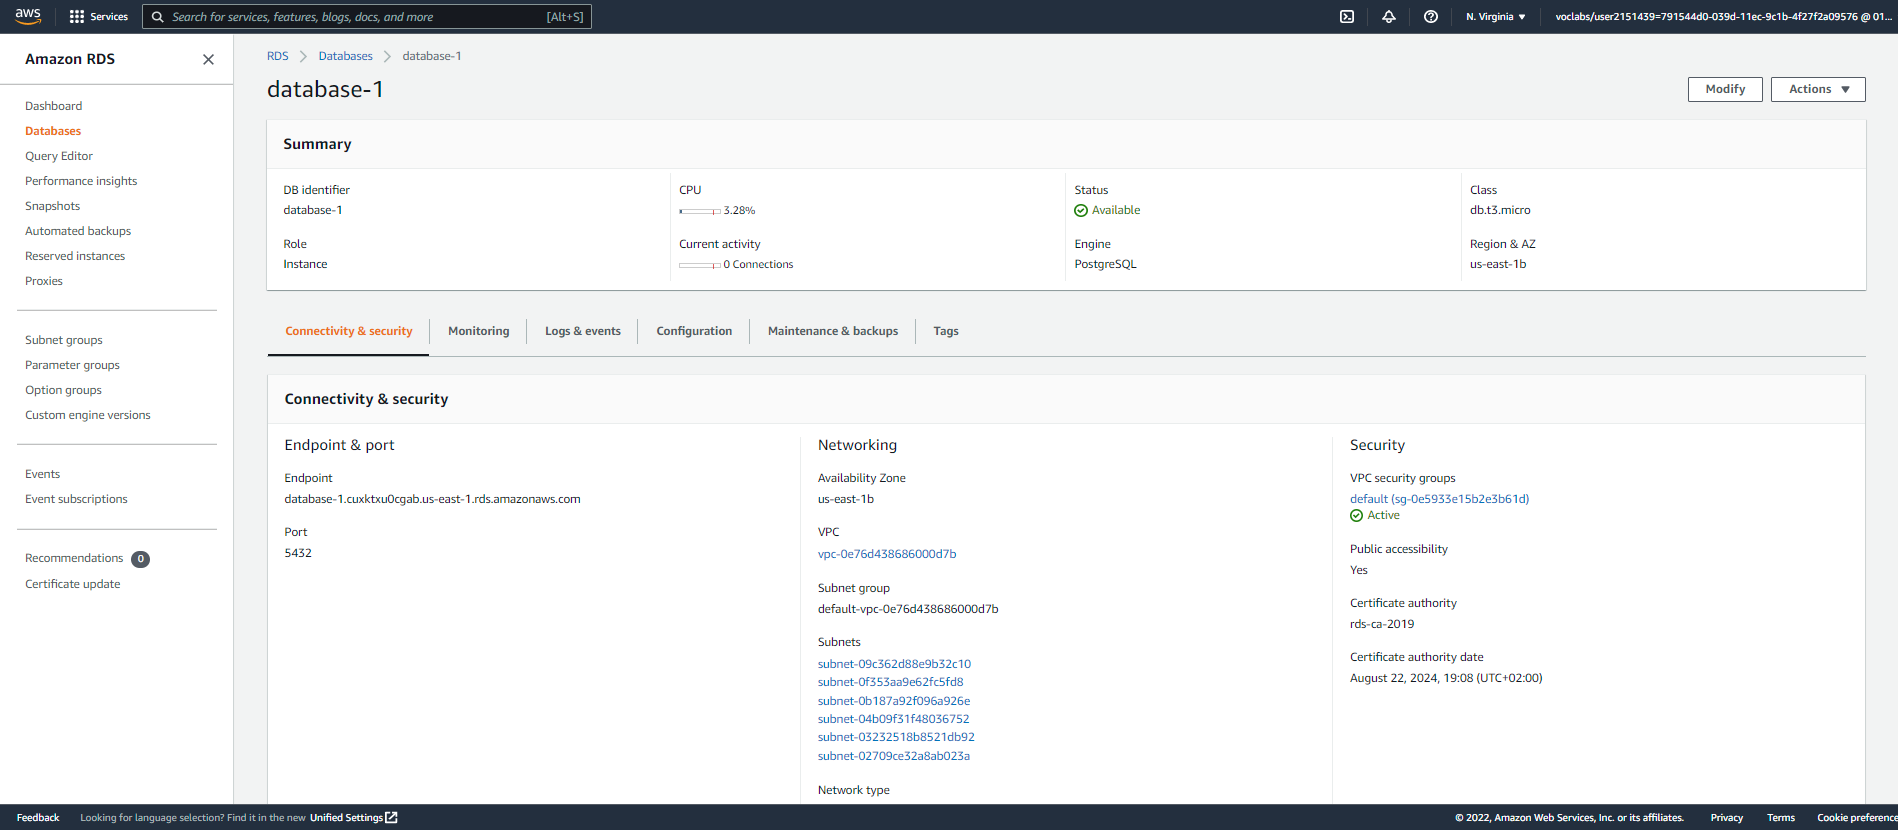 aws
Services
Search for services, features, blogs, docs, and more [Alt+S]
N. Virginia ▼
voclabs/user2151439=791544d0-039d-11ec-9c1b-4f27f2a09576 @ 01...
Amazon RDS
Dashboard
Databases
Query Editor
Performance insights
Snapshots
Automated backups
Reserved instances
Proxies
Subnet groups
Parameter groups
Option groups
Custom engine versions
Events
Event subscriptions
Recommendations 0
Certificate update
RDS > Databases > database-1
database-1
Modify
Actions ▼
Summary
DB identifier
database-1
CPU
3.28%
Status
Available
Class
db.t3.micro
Role
Instance
Current activity
0 Connections
Engine
PostgreSQL
Region & AZ
us-east-1b
Connectivity & security
Monitoring
Logs & events
Configuration
Maintenance & backups
Tags
Connectivity & security
Endpoint & port
Endpoint
database-1.cuxktxu0cgab.us-east-1.rds.amazonaws.com
Port
5432
Networking
Availability Zone
us-east-1b
VPC
vpc-0e76d438686000d7b
Subnet group
default-vpc-0e76d438686000d7b
Subnets
subnet-09c362d88e9b32c10
subnet-0f353aa9e62fc5fd8
subnet-0b187a92f096a926e
subnet-04b09f31f48036752
subnet-03232518b8521db92
subnet-02709ce32a8ab023a
Network type
Security
VPC security groups
default (sg-0e5933e15b2e3b61d)
Active
Public accessibility
Yes
Certificate authority
rds-ca-2019
Certificate authority date
August 22, 2024, 19:08 (UTC+02:00)
Feedback
Looking for language selection? Find it in the new Unified Settings
© 2022, Amazon Web Services, Inc. or its affiliates.
Privacy
Terms
Cookie preference